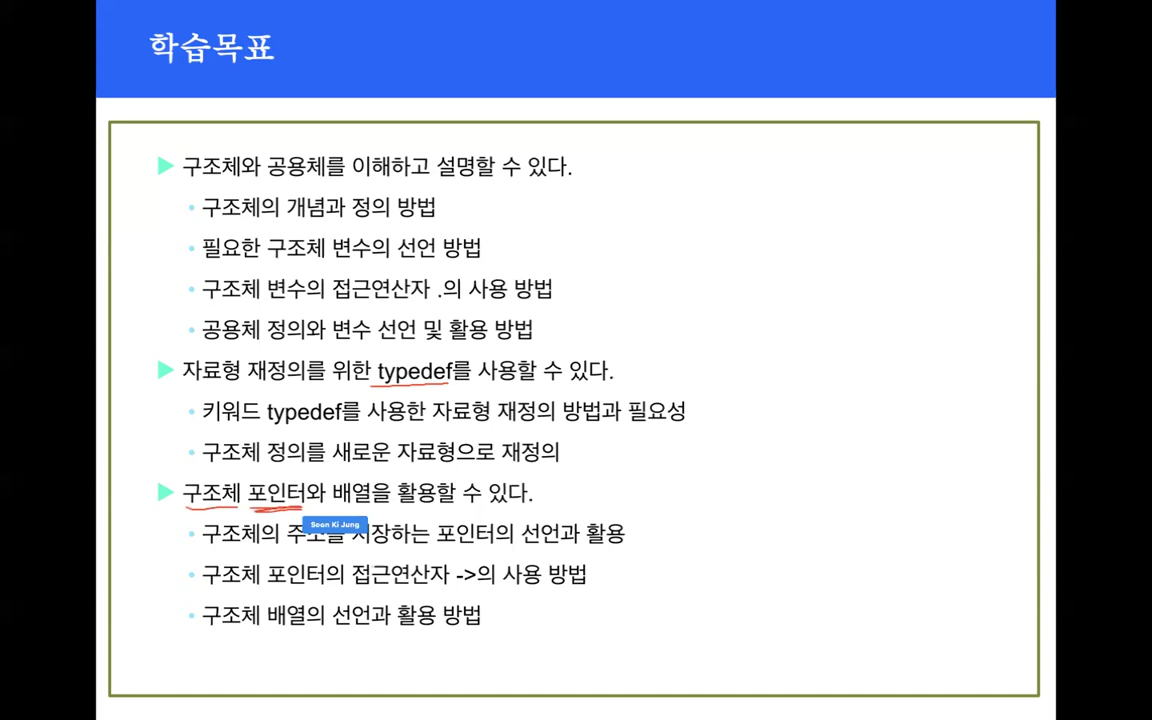 학습목표
구조체와 공용체를 이해하고 설명할 수 있다.
구조체의 개념과 정의 방법
필요한 구조체 변수의 선언 방법
구조체 변수의 접근연산자 .의 사용 방법
공용체 정의와 변수 선언 및 활용 방법
자료형 재정의를 위한 typedef를 사용할 수 있다.
키워드 typedef를 사용한 자료형 재정의 방법과 필요성
구조체 정의를 새로운 자료형으로 재정의
구조체 포인터와 배열을 활용할 수 있다.
Seon Ki Jung
구조체의 주소를 저장하는 포인터의 선언과 활용
구조체 포인터의 접근연산자 ->의 사용 방법
구조체 배열의 선언과 활용 방법